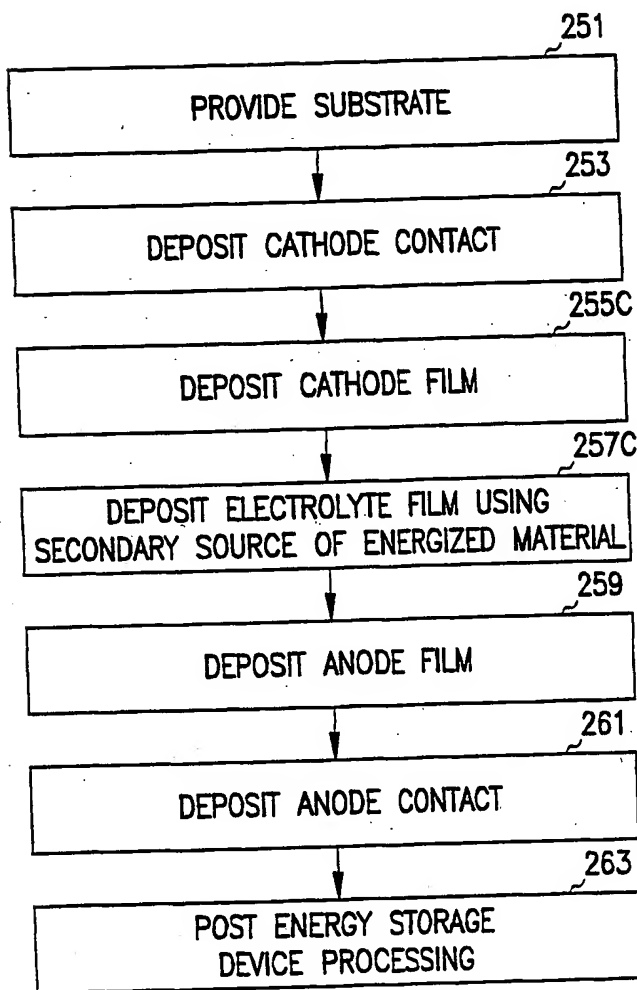 251
PROVIDE SUBSTRATE
253
DEPOSIT CATHODE CONTACT
255C
DEPOSIT CATHODE FILM
257C
DEPOSIT ELECTROLYTE FILM USING
SECONDARY SOURCE OF ENERGIZED MATERIAL
259
DEPOSIT ANODE FILM
261
DEPOSIT ANODE CONTACT
263
POST ENERGY STORAGE
DEVICE PROCESSING